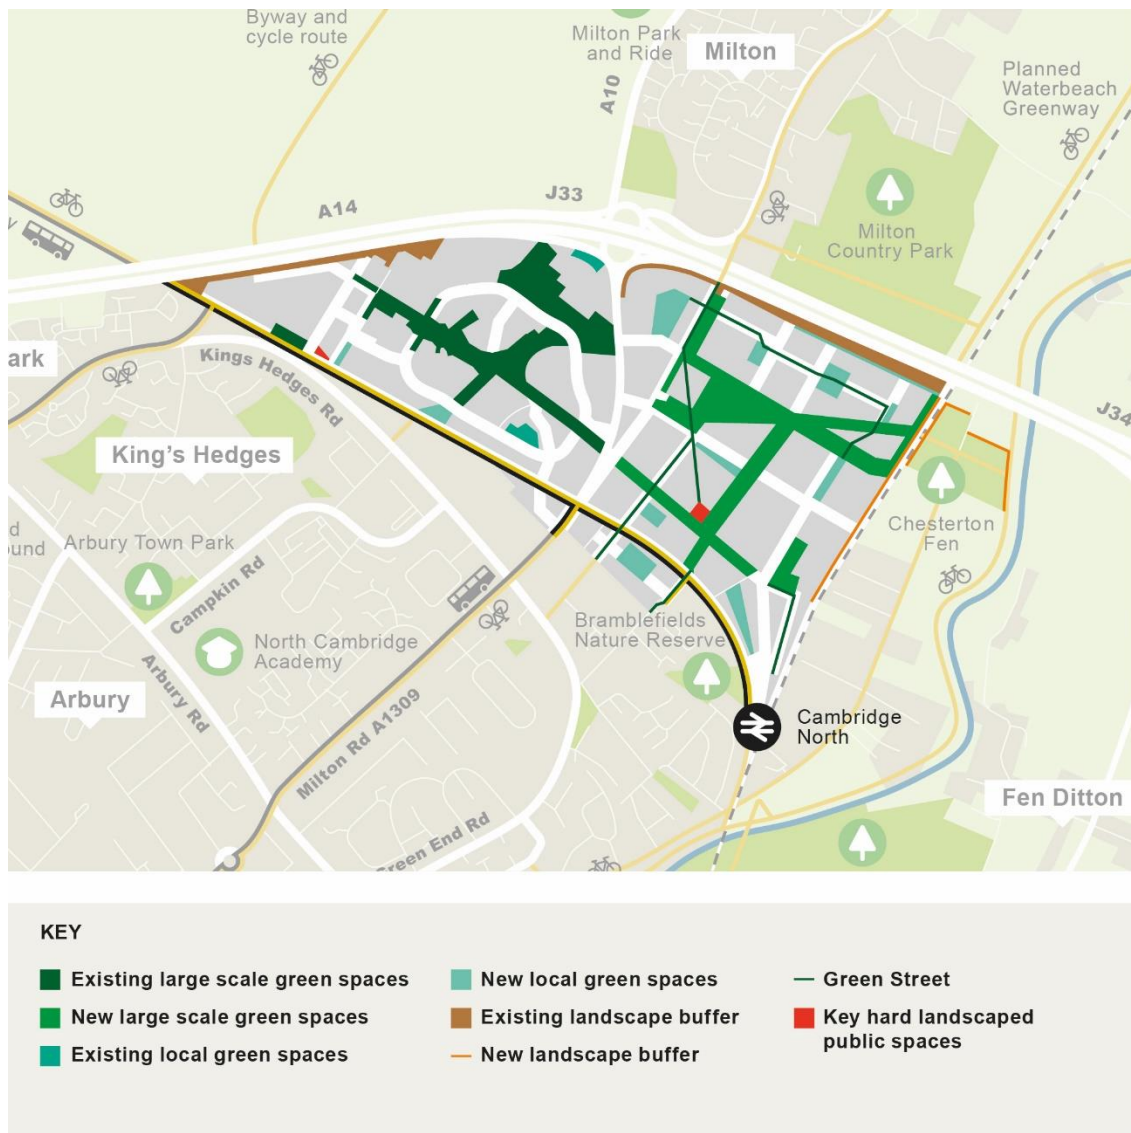 Byway and
cycle route
Milton Park
and Ride
Milton
Planned
Waterbeach
Greenway
A10
J33
A14
Milton
Country Park
J34
ark
Kings Hedges Rd
King's Hedges
Chesterton
Fen
Arbury Town Park
Campkin Rd
North Cambridge
Academy
Bramblefields
Nature Reserve
Arbury
Arbury Rd
Milton Rd A1309
Cambridge
North
Fen Ditton
Green End Rd
KEY
Existing large scale green spaces
New large scale green spaces
Existing local green spaces
New local green spaces
Existing landscape buffer
New landscape buffer
Green Street
Key hard landscaped
public spaces